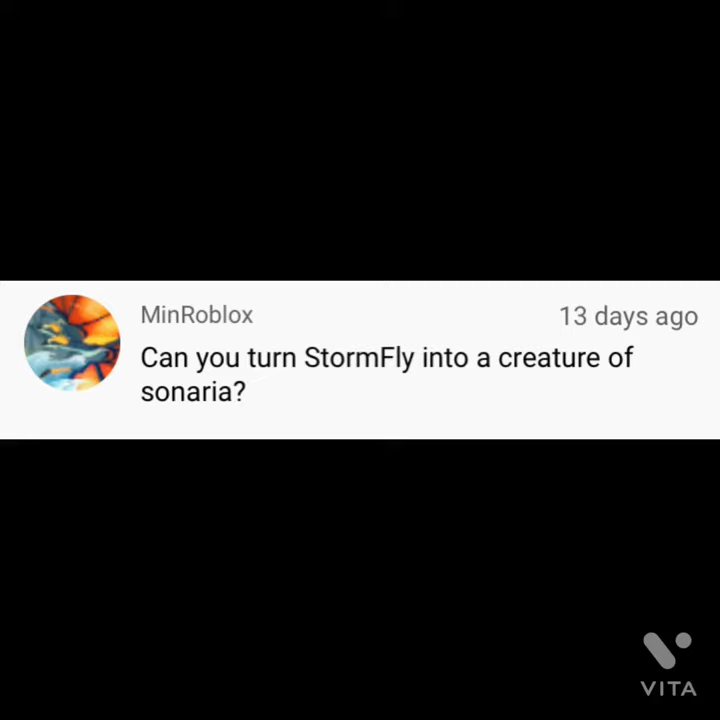 MinRoblox
13 days ago
Can you turn StormFly into a creature of
sonaria?
VITA